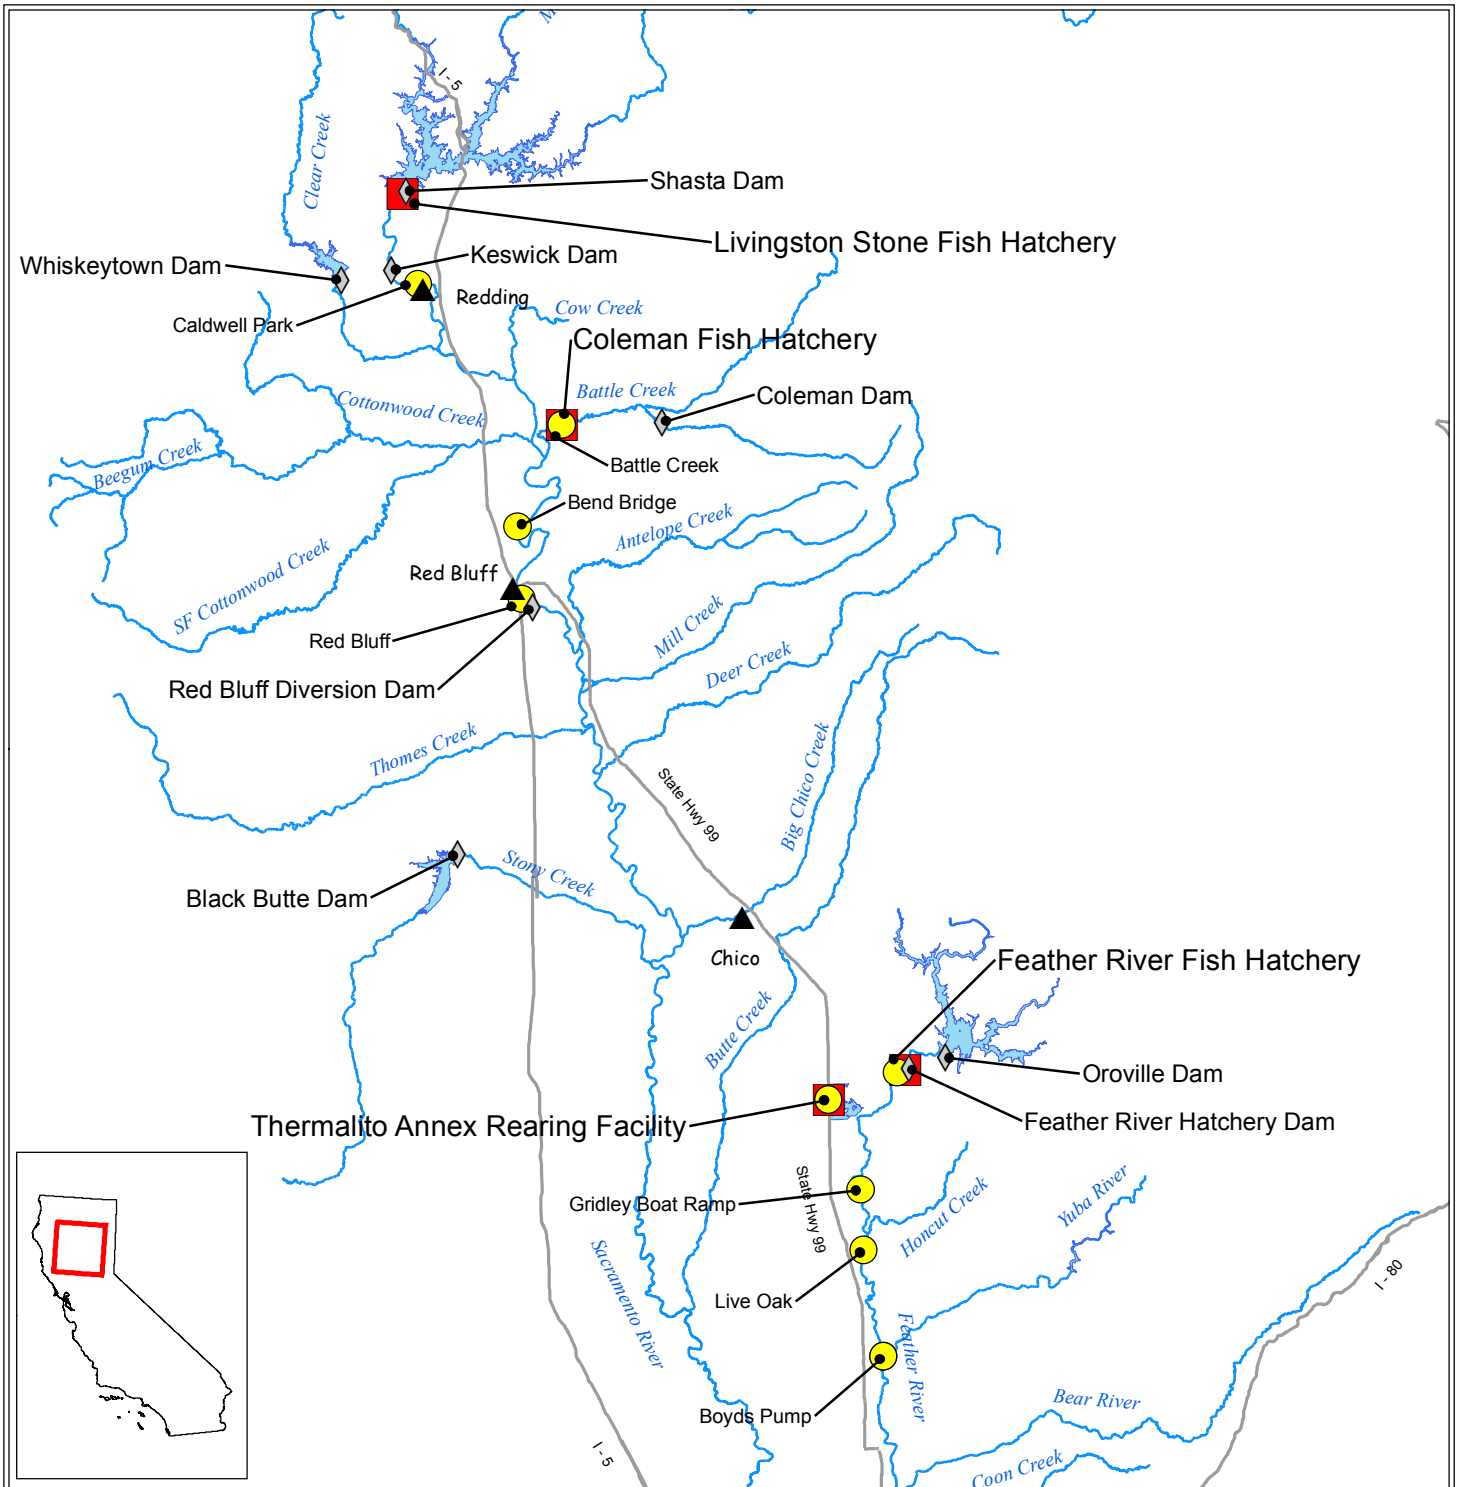 I - 5
Clear Creek
Shasta Dam
Livingston Stone Fish Hatchery
Keswick Dam
Whiskeytown Dam
Redding
Cow Creek
Caldwell Park
Coleman Fish Hatchery
Battle Creek
Coleman Dam
Cottonwood Creek
Beegum Creek
Battle Creek
Bend Bridge
Antelope Creek
SF Cottonwood Creek
Red Bluff
Mill Creek
Red Bluff
Deer Creek
Red Bluff Diversion Dam
Thomes Creek
State Hwy 99
Big Chico Creek
Stony Creek
Black Butte Dam
Chico
Feather River Fish Hatchery
Butte Creek
Oroville Dam
Feather River Hatchery Dam
Thermalito Annex Rearing Facility
Gridley Boat Ramp
State Hwy 99
Honcut Creek
Yuba River
Sacramento River
Live Oak
I - 80
Feather River
Boyds Pump
Bear River
I - 5
Coon Creek